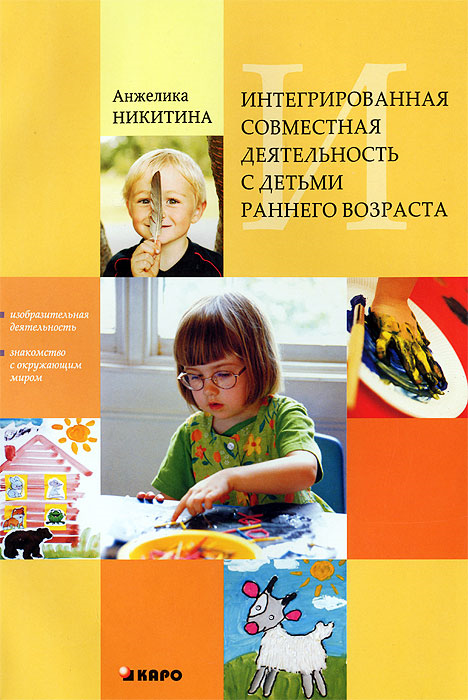 Анжелика
НИКИТИНА
И
ИНТЕГРИРОВАННАЯ
СОВМЕСТНАЯ
ДЕЯТЕЛЬНОСТЬ
С ДЕТЬМИ
РАННЕГО ВОЗРАСТА
изобразительная
деятельность
знакомство
с окружающим
миром
КАРО